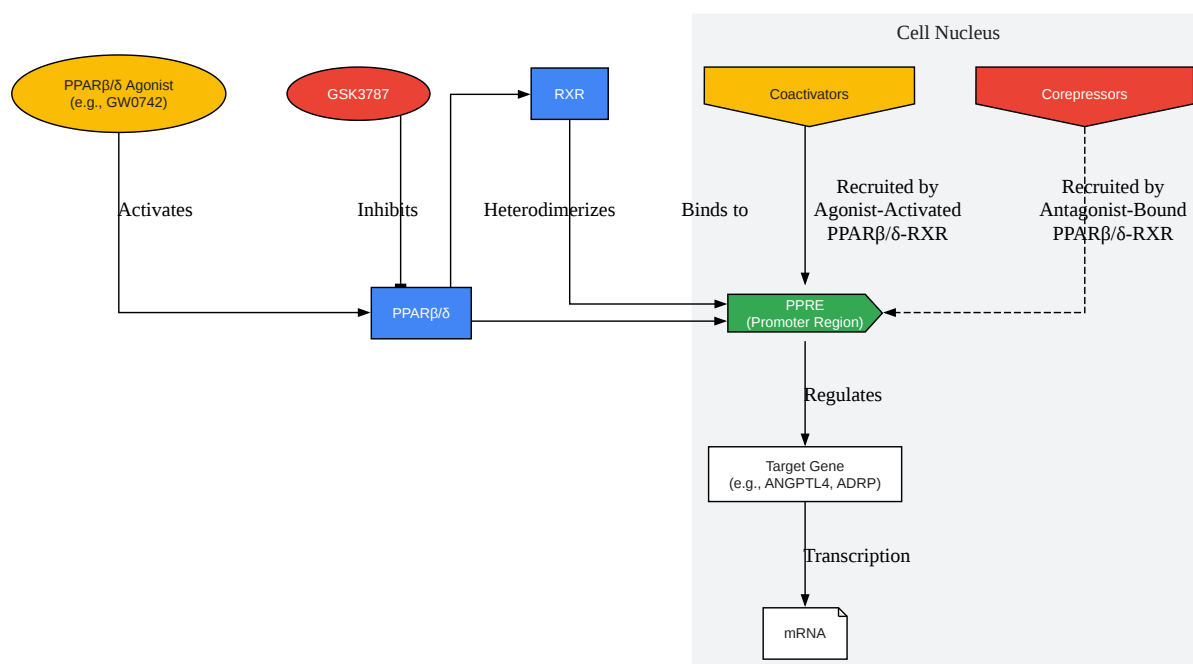 Cell Nucleus
PPARβ/δ Agonist
(e.g., GW0742)
GSK3787
RXR
Coactivators
Corepressors
Activates
Inhibits
Heterodimerizes
Binds to
Recruited by
Agonist-Activated
PPARβ/δ-RXR
Recruited by
Antagonist-Bound
PPARβ/δ-RXR
PPARβ/δ
PPRE
(Promoter Region)
Regulates
Target Gene
(e.g., ANGPTL4, ADRP)
Transcription
mRNA